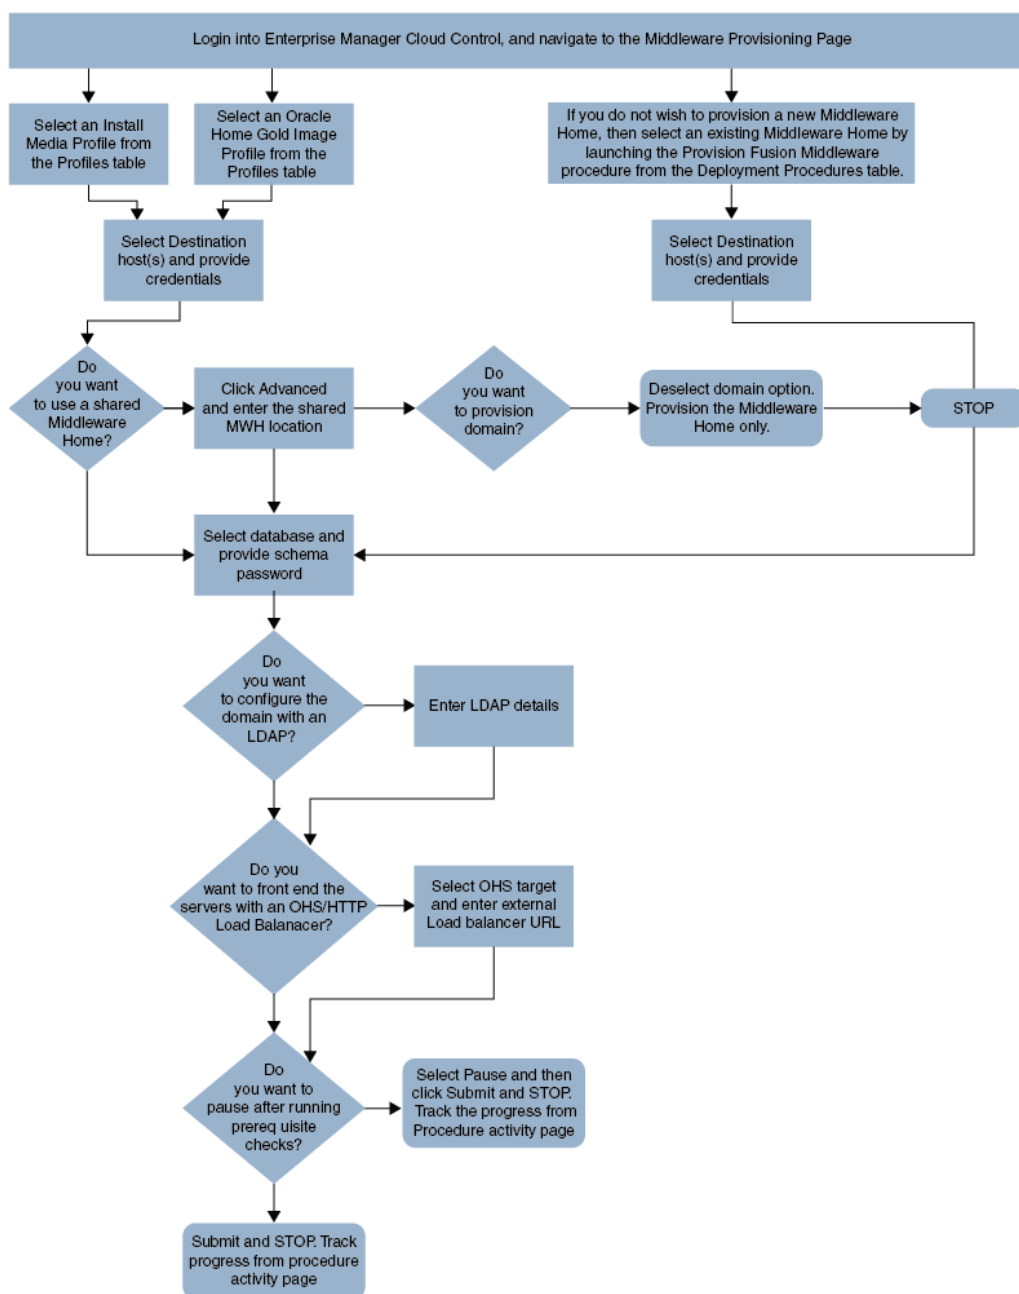 Login into Enterprise Manager Cloud Control, and navigate to the Middleware Provisioning Page
Select an Install
Media Profile from
the Profiles table
Select an Oracle
Home Gold Image
Profile from the
Profiles table
If you do not wish to provision a new Middleware
Home, then select an existing Middleware Home by
launching the Provision Fusion Middleware
procedure from the Deployment Procedures table.
Select Destination
host(s) and provide
credentials
Select Destination
host(s) and provide
credentials
Do
you want
to use a shared
Middleware
Home?
Click Advanced
and enter the shared
MWH location
Do
you want
to provision
domain?
Deselect domain option.
Provision the Middleware
Home only.
STOP
Select database and
provide schema
password
Do
you want
to configure the
domain with an
LDAP?
Enter LDAP details
Do you
want to front end the
servers with an OHS/HTTP
Load Balanacer?
Select OHS target
and enter external
Load balancer URL
Do
you want to
pause after running
prereq uisite
checks?
Select Pause and then
click Submit and STOP.
Track the progress from
Procedure activity page
Submit and STOP. Track
progress from procedure
activity page